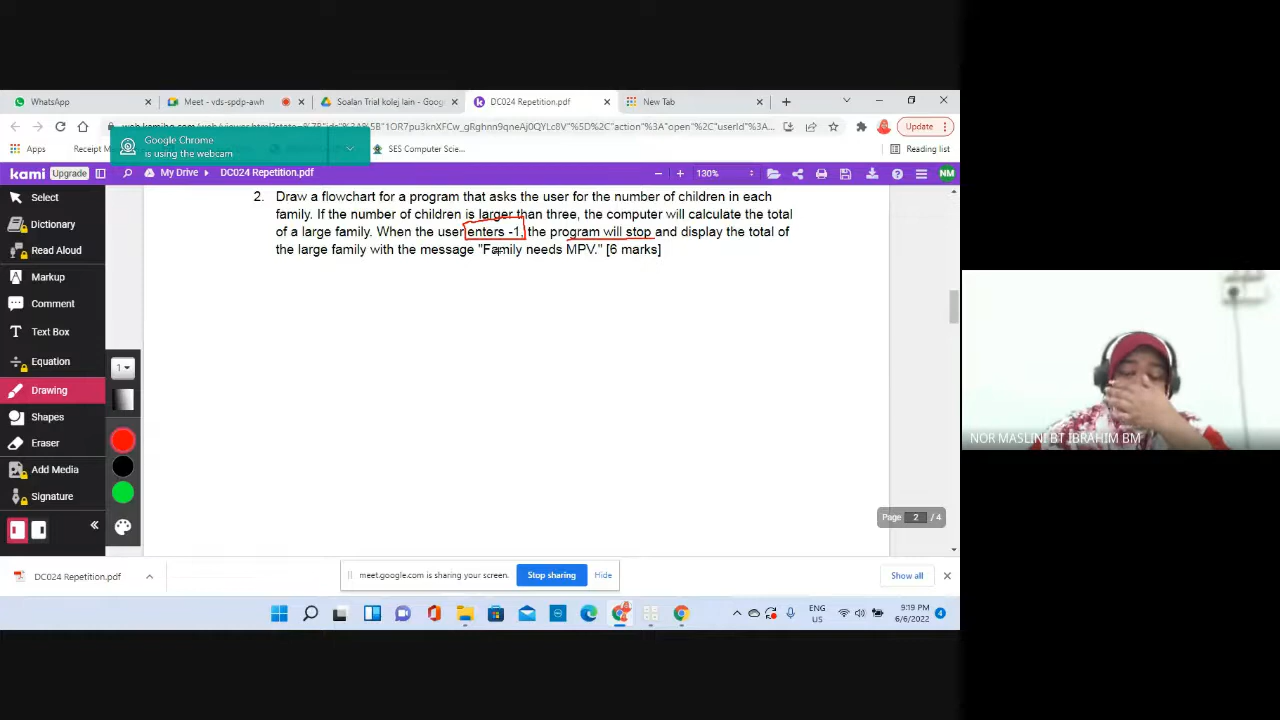 WhatsApp
Meet - vds-spdp-awh
Soalan Trial kolej lain - Goog
DC024 Repetition.pdf
New Tab
Google Chrome
is using the webcam
Update
Apps
Receipt M
SES Computer Scie...
Reading list
kami
Upgrade
My Drive > DC024 Repetition.pdf
130%
NM
Select
Dictionary
Read Aloud
Markup
Comment
Text Box
Equation
Drawing
Shapes
Eraser
Add Media
Signature
1
2. Draw a flowchart for a program that asks the user for the number of children in each
family. If the number of children is larger than three, the computer will calculate the total
of a large family. When the user enters -1, the program will stop and display the total of
the large family with the message "Family needs MPV." [6 marks]
NOR MASLINI BT IBRAHIM BM
Page 2 / 4
DC024 Repetition.pdf
meet.google.com is sharing your screen.
Stop sharing
Hide
Show all
ENG
US
9:19 PM
6/6/2022
4